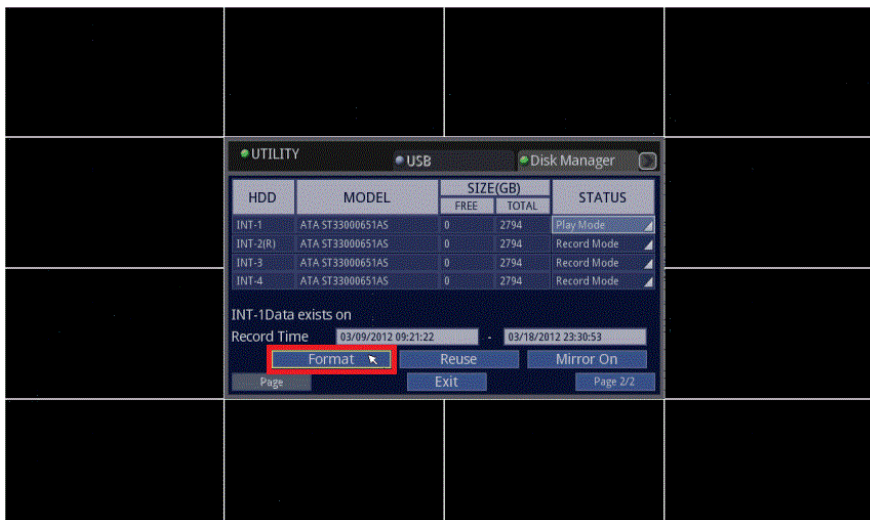 UTILITY USB Disk Manager
HDD MODEL SIZE(GB) STATUS
FREE TOTAL
INT-1 ATA ST33000651AS 0 2794 Play Mode
INT-2(R) ATA ST33000651AS 0 2794 Record Mode
INT-3 ATA ST33000651AS 0 2794 Record Mode
INT-4 ATA ST33000651AS 0 2794 Record Mode
INT-1Data exists on
Record Time 03/09/2012 09:21:22 - 03/18/2012 23:30:53
Format Reuse Mirror On
Page Exit Page 2/2